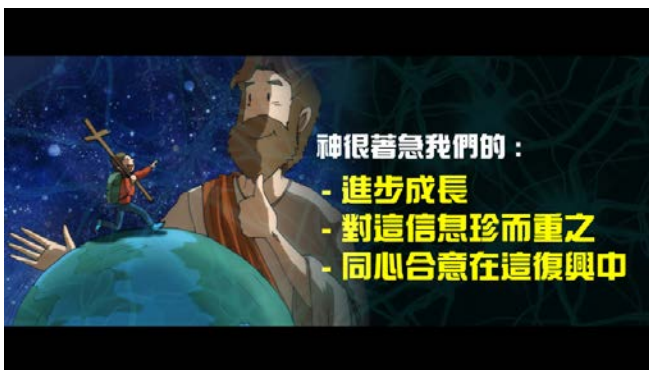 神很著急我們的：
- 進步成長
- 對這信息珍而重之
- 同心合意在這復興中